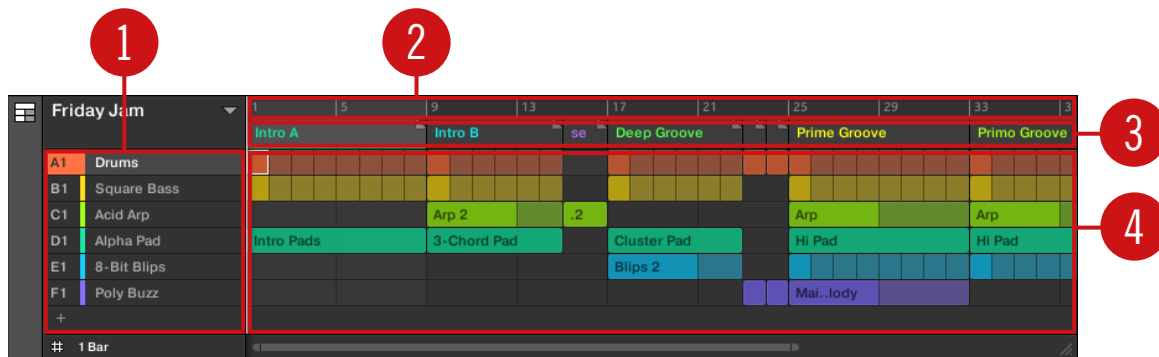 1 2
Friday Jam 1 5 9 13 17 21 25 29 33 3
Intro A Intro B se Deep Groove Prime Groove Primo Groove 3
A1 Drums
B1 Square Bass
C1 Acid Arp Arp 2 .2 Arp Arp 4
D1 Alpha Pad Intro Pads 3-Chord Pad Cluster Pad Hi Pad Hi Pad
E1 8-Bit Blips Blips 2
F1 Poly Buzz Mai..lody
+
1 Bar